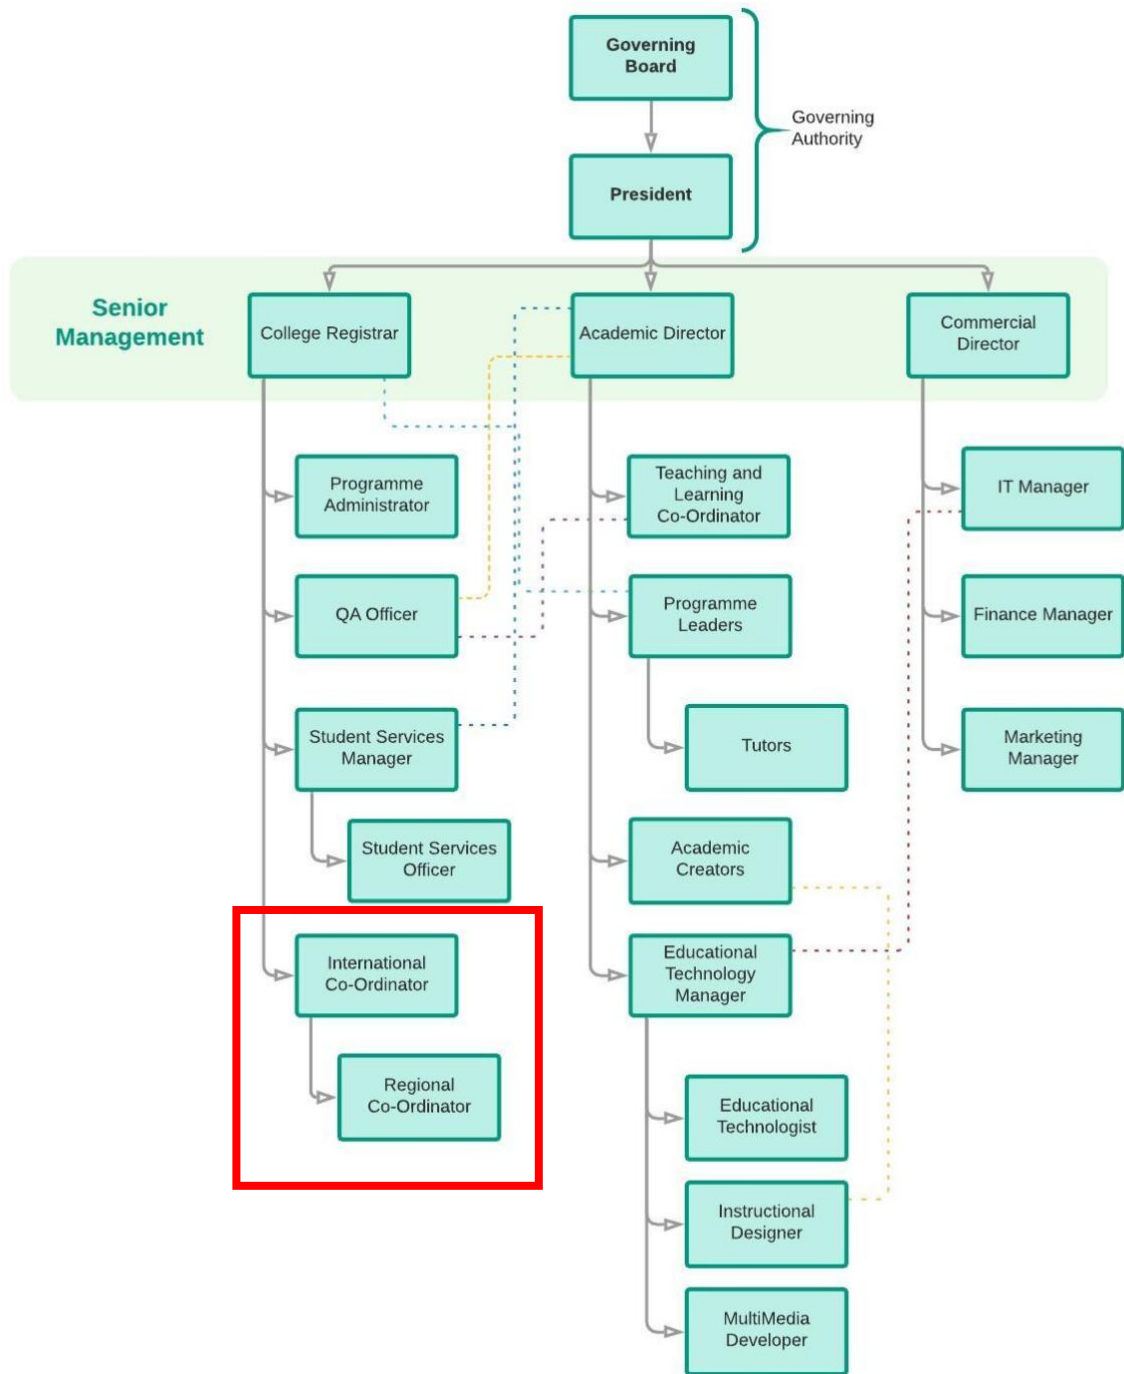 Governing
Board
Governing
Authority
President
Senior
Management
College Registrar
Academic Director
Commercial
Director
Programme
Administrator
Teaching and
Learning
Co-Ordinator
IT Manager
QA Officer
Programme
Leaders
Finance Manager
Student Services
Manager
Tutors
Marketing
Manager
Student Services
Officer
Academic
Creators
International
Co-Ordinator
Educational
Technology
Manager
Regional
Co-Ordinator
Educational
Technologist
Instructional
Designer
MultiMedia
Developer